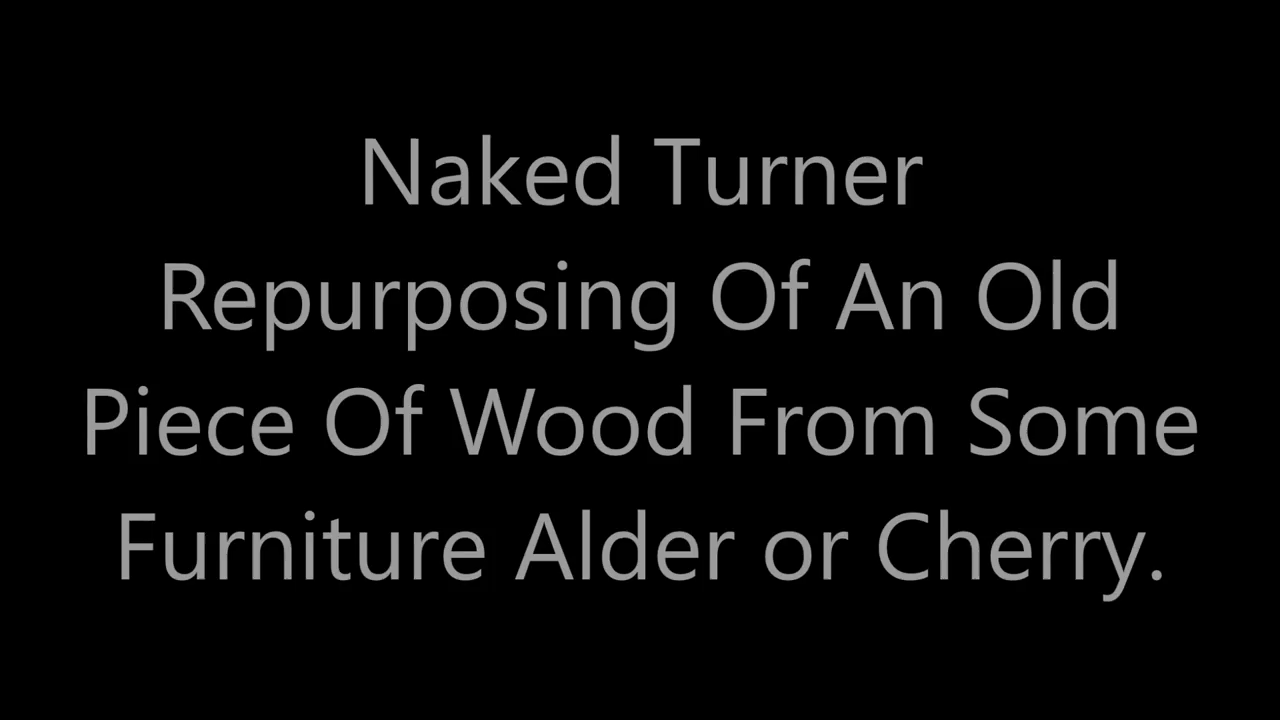 Naked Turner
Repurposing Of An Old
Piece Of Wood From Some
Furniture Alder or Cherry.